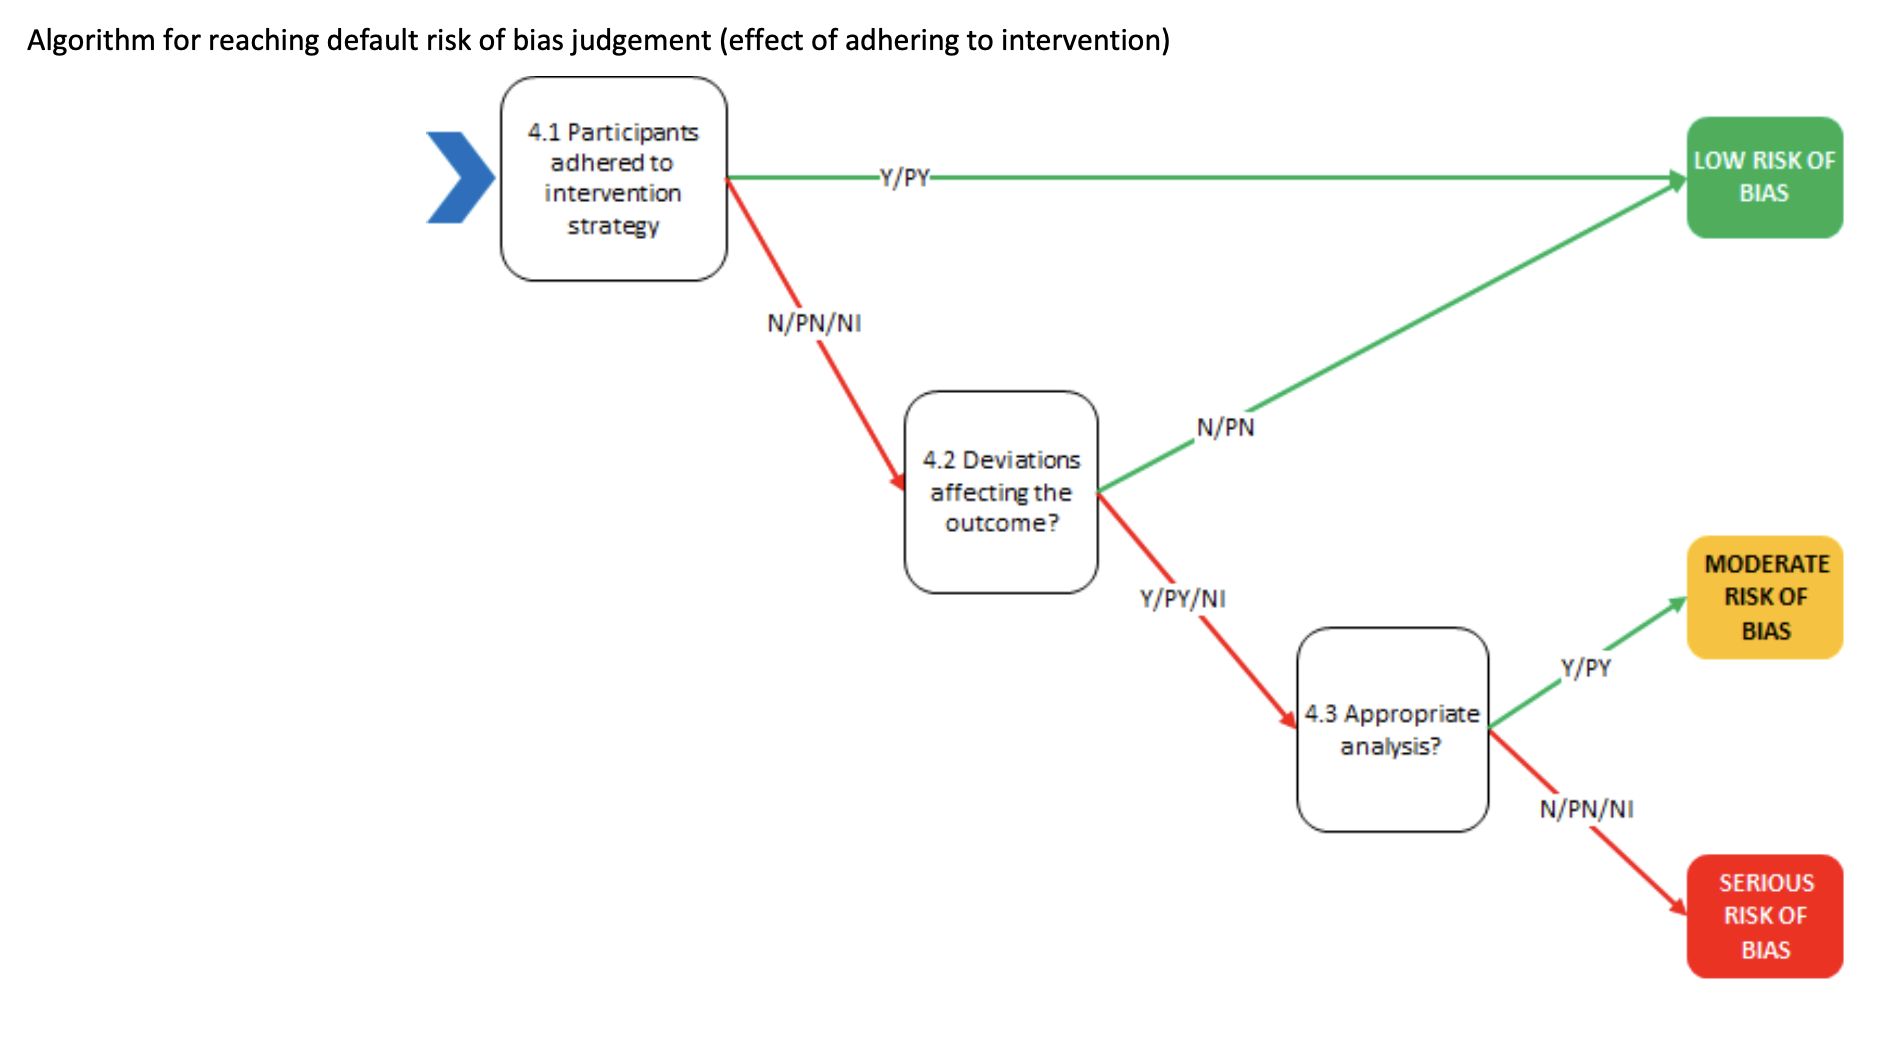 Algorithm for reaching default risk of bias judgement (effect of adhering to intervention)
4.1 Participants
adhered to
intervention
strategy
Y/PY
LOW RISK OF
BIAS
N/PN/NI
4.2 Deviations
affecting the
outcome?
N/PN
Y/PY/NI
4.3 Appropriate
analysis?
Y/PY
MODERATE
RISK OF
BIAS
N/PN/NI
SERIOUS
RISK OF
BIAS